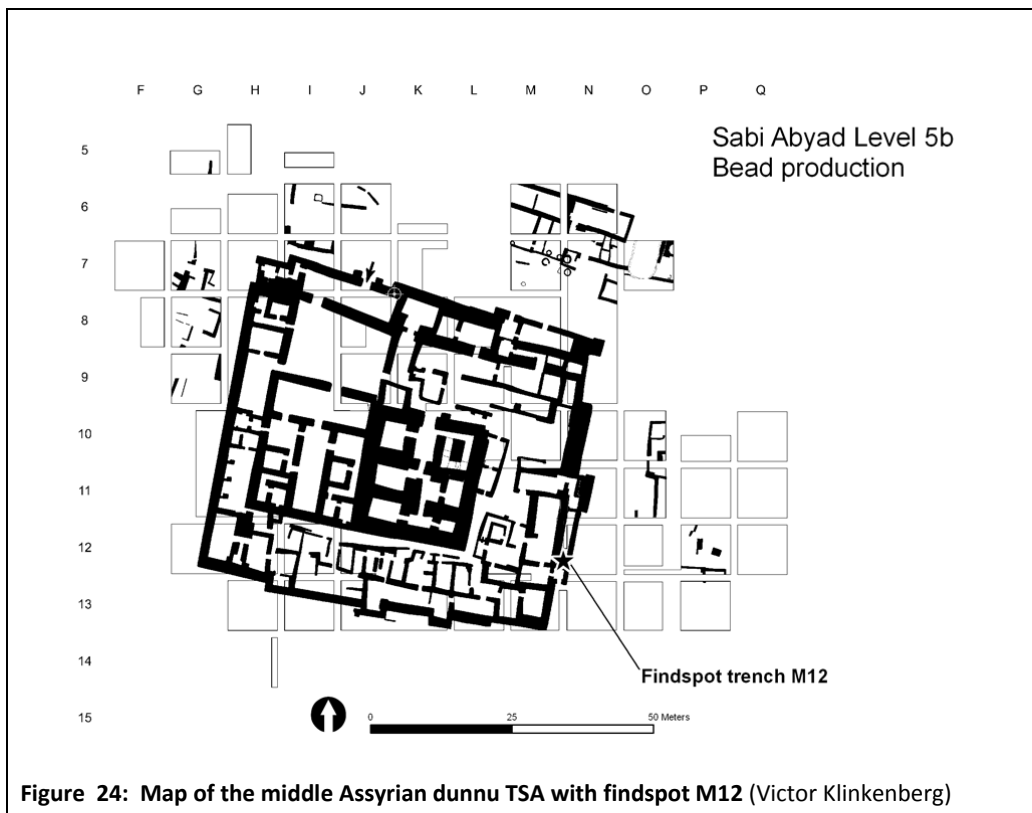 F G H I J K L M N O P Q
Sabi Abyad Level 5b
Bead production
5
6
7
8
9
10
11
12
13
14
15
Findspot trench M12
0 25 50 Meters
Figure 24: Map of the middle Assyrian dunnu TSA with findspot M12 (Victor Klinkenberg)